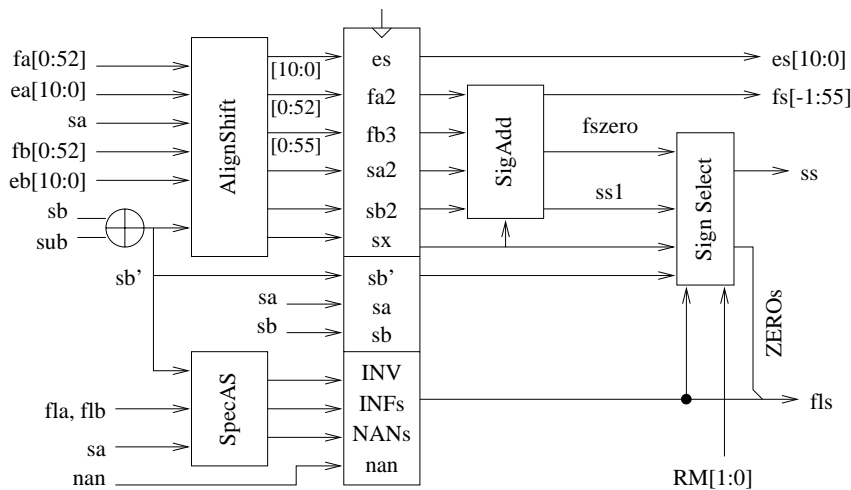 fa[0:52]
ea[10:0]
sa
fb[0:52]
eb[10:0]
sb
sub
sb'
AlignShift
[10:0]
[0:52]
[0:55]
es
fa2
fb3
sa2
sb2
sx
sb'
sa
sa
sb
sb
SigAdd
fszero
ss1
Sign Select
es[10:0]
fs[-1:55]
ss
ZEROs
fls
RM[1:0]
fla, flb
sa
nan
SpecAS
INV
INFs
NANs
nan